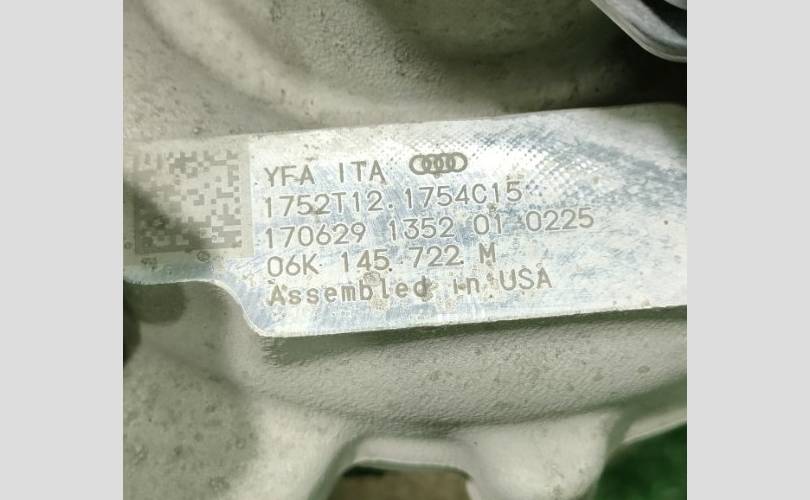 YFA ITA
1752T12.1754C15
170629 1352 01 0225
06K 145 722 M
Assembled in USA